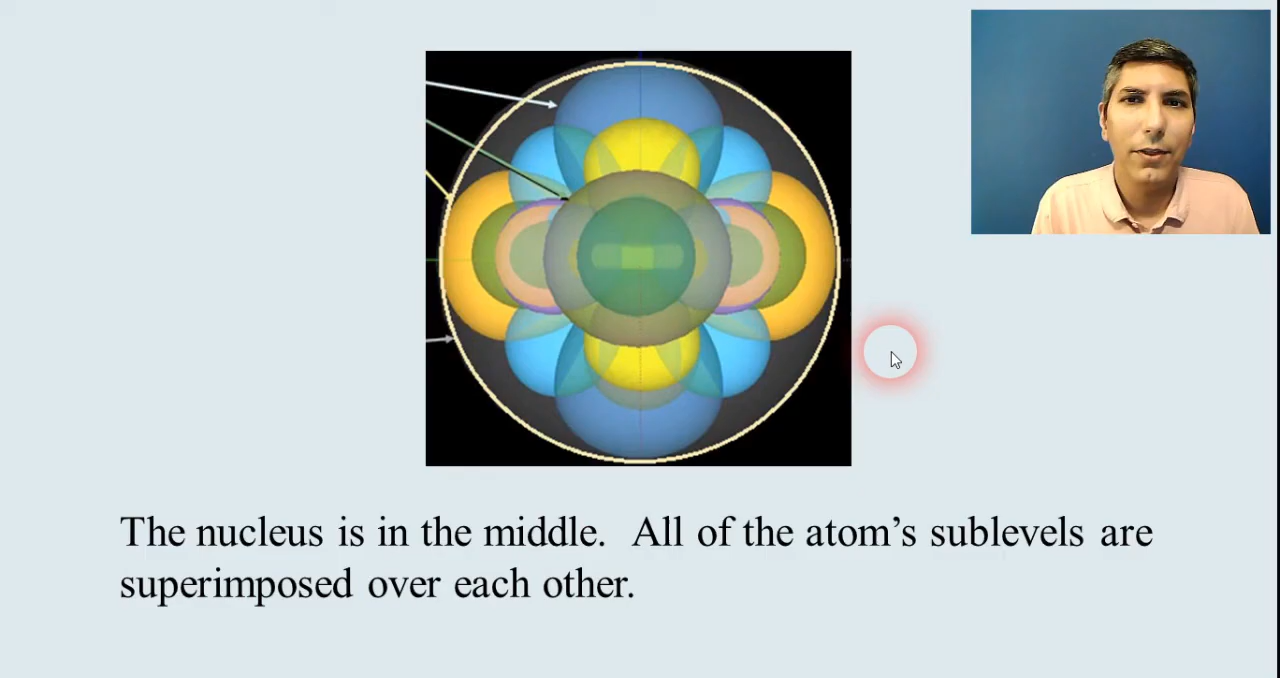 The nucleus is in the middle.  All of the atom’s sublevels are
superimposed over each other.